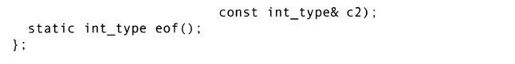 const int_type& c2);
static int_type eof();
};